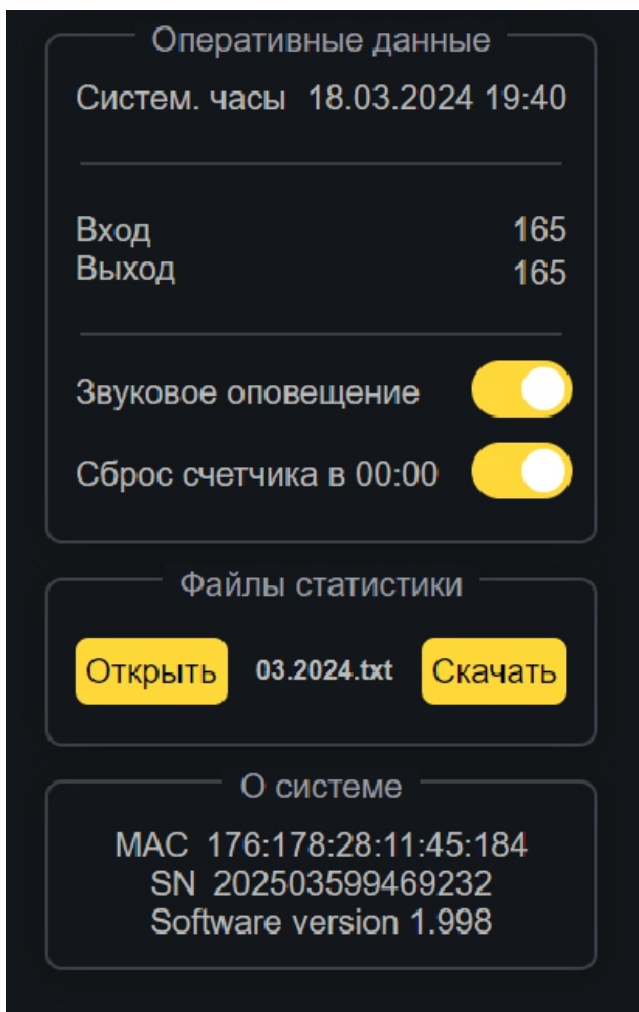 Оперативные данные
Систем. часы 18.03.2024 19:40
Вход 165
Выход 165
Звуковое оповещение
Сброс счетчика в 00:00
Файлы статистики
Открыть 03.2024.txt Скачать
О системе
MAC 176:178:28:11:45:184
SN 202503599469232
Software version 1.998